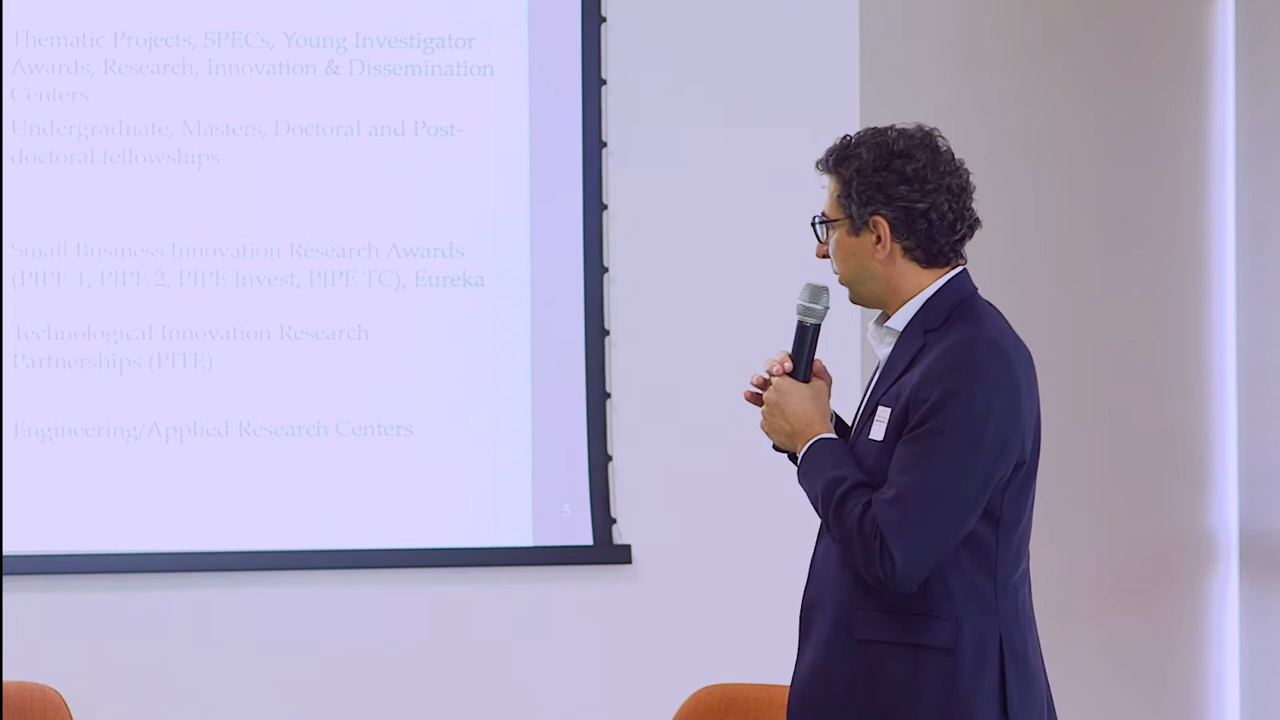 Thematic Projects, SPECs, Young Investigator
Awards, Research, Innovation & Dissemination
Centers
Undergraduate, Masters, Doctoral and Post-
doctoral fellowships
Small Business Innovation Research Awards
(PIPE 1, PIPE 2, PIPE Invest, PIPE TC), Eureka
Technological Innovation Research
Partnerships (PITE)
Engineering/Applied Research Centers
5